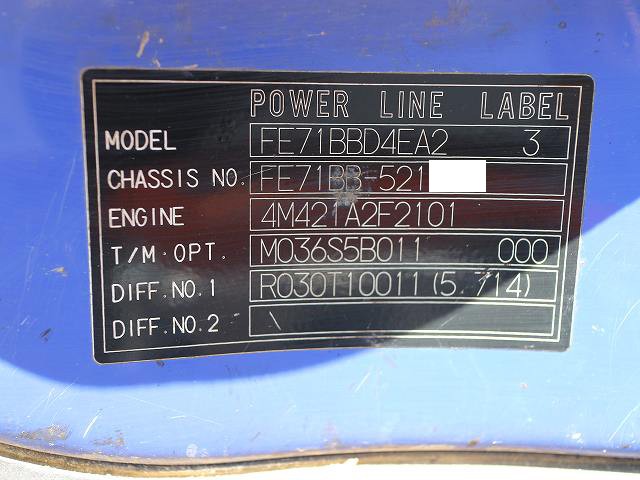 POWER LINE LABEL
MODEL FE71BBD4EA2 3
CHASSIS NO. FE71BB-521
ENGINE 4M421A2F2101
T/M·OPT. M036S5B011 000
DIFF.NO.1 R030T10011(5.714)
DIFF.NO.2 \